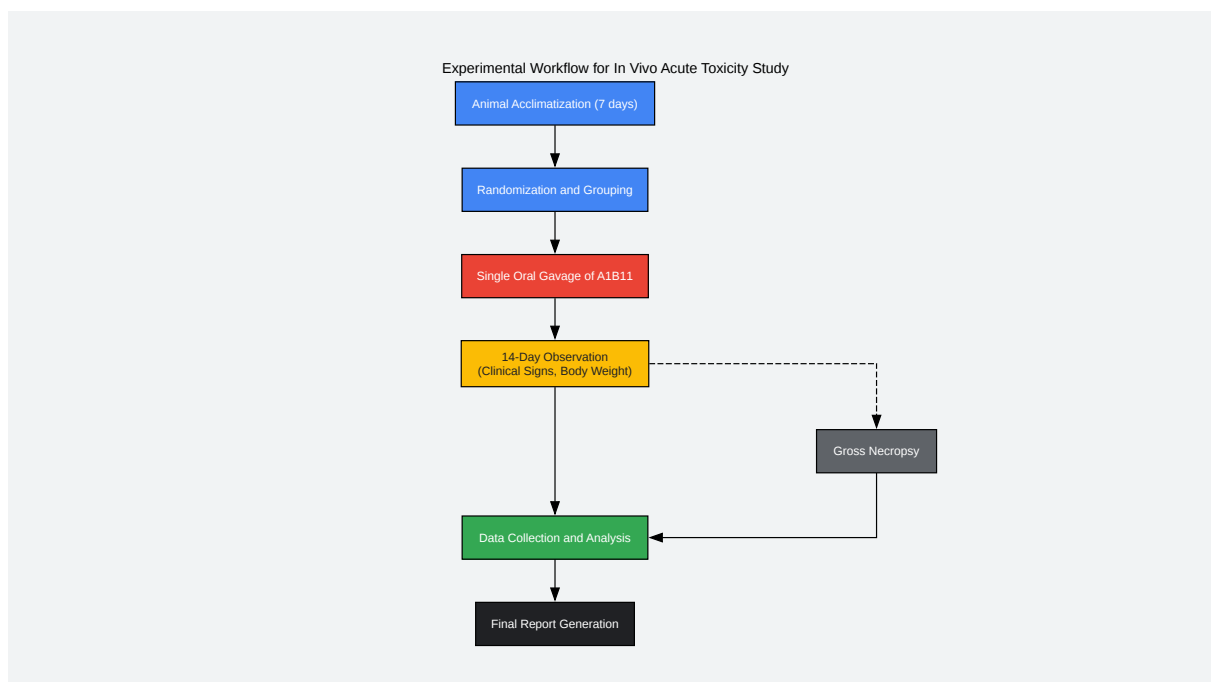 Experimental Workflow for In Vivo Acute Toxicity Study
Animal Acclimatization (7 days)
Randomization and Grouping
Single Oral Gavage of A1B11
14-Day Observation
(Clinical Signs, Body Weight)
Gross Necropsy
Data Collection and Analysis
Final Report Generation